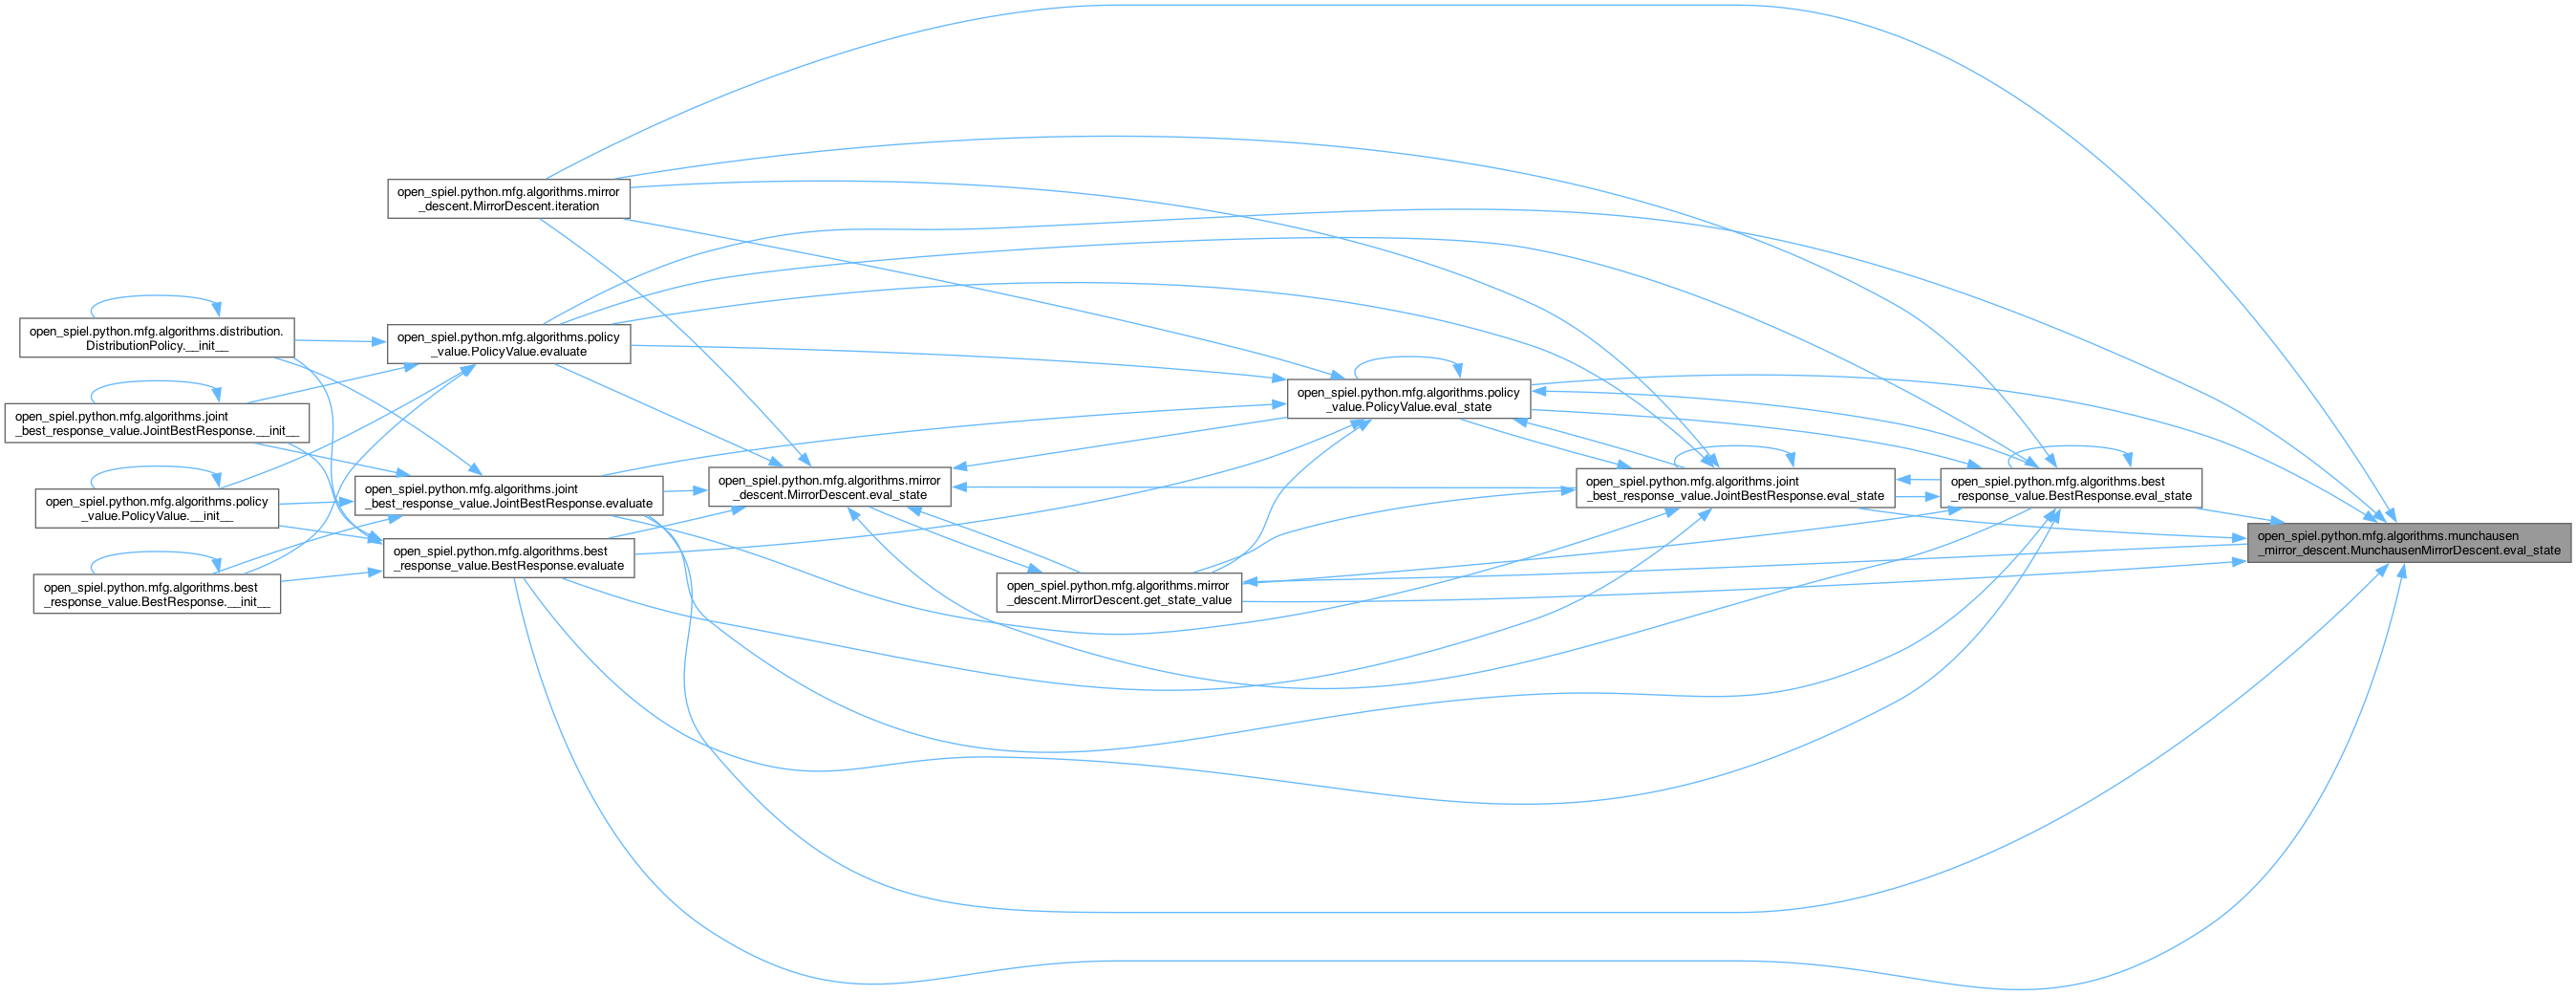 open_spiel.python.mfg.algorithms.mirror
_descent.MirrorDescent.iteration
open_spiel.python.mfg.algorithms.distribution.
DistributionPolicy.__init__
open_spiel.python.mfg.algorithms.policy
_value.PolicyValue.evaluate
open_spiel.python.mfg.algorithms.joint
_best_response_value.JointBestResponse.__init__
open_spiel.python.mfg.algorithms.policy
_value.PolicyValue.eval_state
open_spiel.python.mfg.algorithms.policy
_value.PolicyValue.__init__
open_spiel.python.mfg.algorithms.joint
_best_response_value.JointBestResponse.evaluate
open_spiel.python.mfg.algorithms.mirror
_descent.MirrorDescent.eval_state
open_spiel.python.mfg.algorithms.joint
_best_response_value.JointBestResponse.eval_state
open_spiel.python.mfg.algorithms.best
_response_value.BestResponse.eval_state
open_spiel.python.mfg.algorithms.munchausen
_mirror_descent.MunchausenMirrorDescent.eval_state
open_spiel.python.mfg.algorithms.best
_response_value.BestResponse.evaluate
open_spiel.python.mfg.algorithms.best
_response_value.BestResponse.__init__
open_spiel.python.mfg.algorithms.mirror
_descent.MirrorDescent.get_state_value